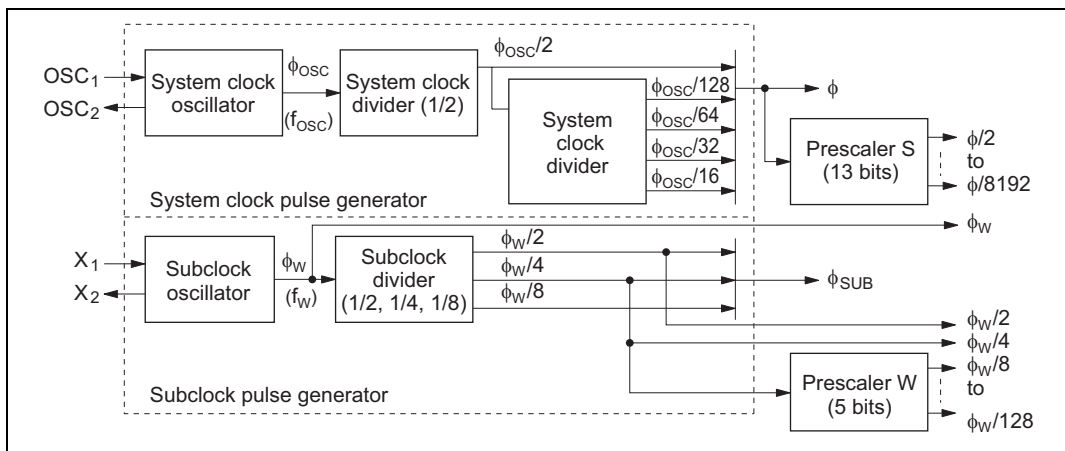 OSC1
OSC2
System clock
oscillator
ϕOSC
(fOSC)
System clock
divider (1/2)
ϕOSC/2
System
clock
divider
ϕOSC/128
ϕOSC/64
ϕOSC/32
ϕOSC/16
ϕ
Prescaler S
(13 bits)
ϕ/2
to
ϕ/8192
System clock pulse generator
ϕW
X1
X2
Subclock
oscillator
ϕW
(fW)
Subclock
divider
(1/2, 1/4, 1/8)
ϕW/2
ϕW/4
ϕW/8
ϕSUB
ϕW/2
ϕW/4
Prescaler W
(5 bits)
ϕW/8
to
ϕW/128
Subclock pulse generator